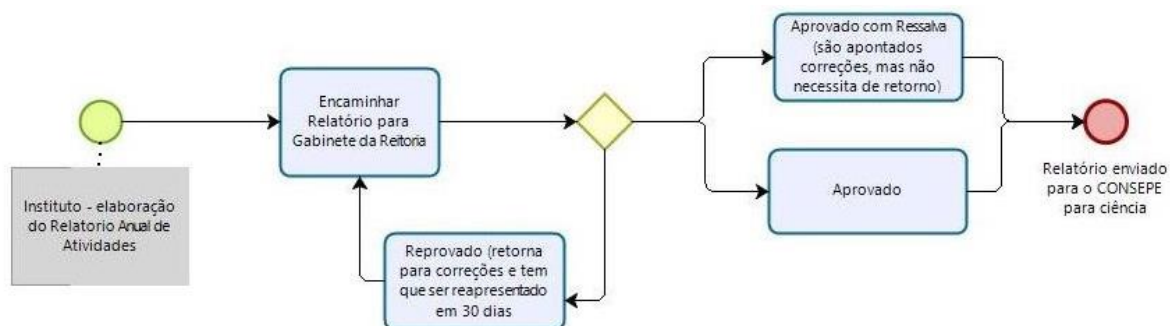 Instituto - elaboração
do Relatorio Anual de
Atividades
Encaminhar
Relatório para
Gabinete da Reitoria
Reprovado (retorna
para correções e tem
que ser reapresentado
em 30 dias
Aprovado com Ressalva
(são apontados
correções, mas não
necessita de retorno)
Aprovado
Relatório enviado
para o CONSEPE
para ciência